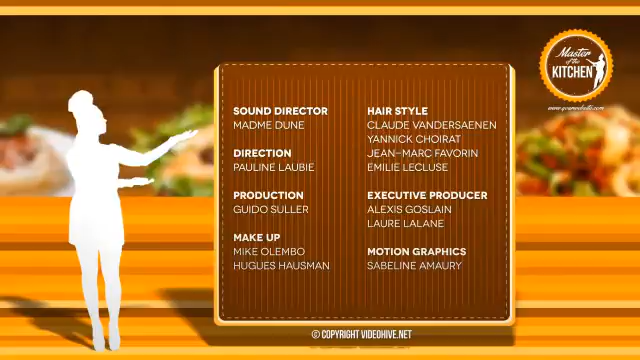 Master
of the
KITCHEN
www.yourwebsite.com
SOUND DIRECTOR
MADME DUNE
DIRECTION
PAULINE LAUBIE
PRODUCTION
GUIDO SULLER
MAKE UP
MIKE OLEMBO
HUGUES HAUSMAN
HAIR STYLE
CLAUDE VANDERSAENEN
YANNICK CHOIRAT
JEAN-MARC FAVORIN
EMILIE LECLUSE
EXECUTIVE PRODUCER
ALEXIS GOSLAIN
LAURE LALANE
MOTION GRAPHICS
SABELINE AMAURY
© COPYRIGHT VIDEOHIVE.NET